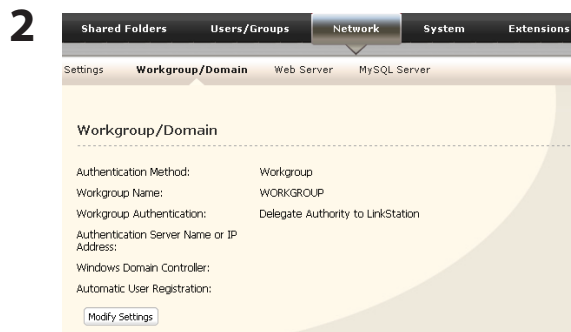 2
Shared Folders Users/Groups Network System Extensions
Settings Workgroup/Domain Web Server MySQL Server
Workgroup/Domain
Authentication Method: Workgroup
Workgroup Name: WORKGROUP
Workgroup Authentication: Delegate Authority to LinkStation
Authentication Server Name or IP
Address:
Windows Domain Controller:
Automatic User Registration:
Modify Settings